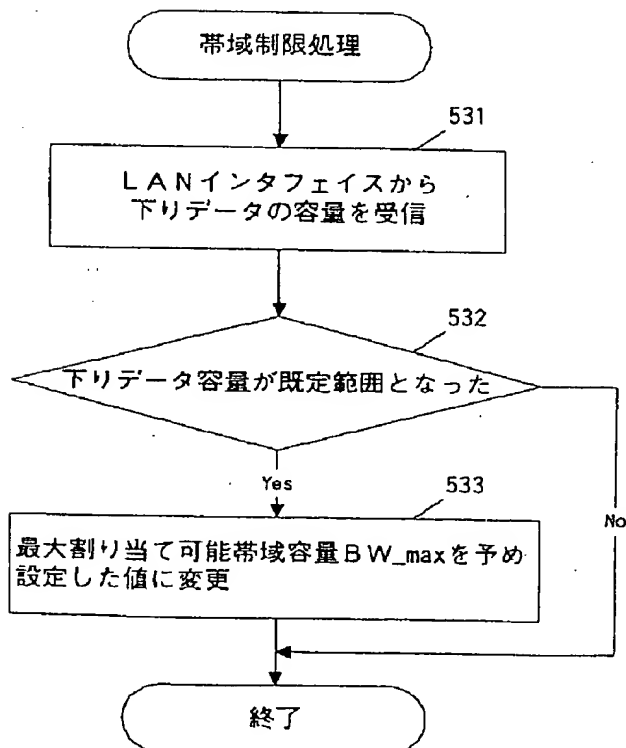 帯域制限処理
531
LANインタフェイスから
下りデータの容量を受信
532
下りデータ容量が既定範囲となった
Yes
No
533
最大割り当て可能帯域容量BW_maxを予め
設定した値に変更
終了